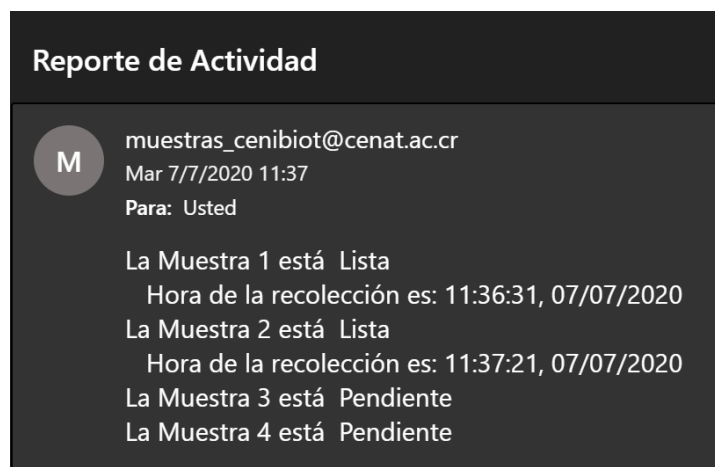 Reporte de Actividad
M
muestras_cenibiot@cenat.ac.cr
Mar 7/7/2020 11:37
Para: Usted
La Muestra 1 está  Lista
Hora de la recolección es: 11:36:31, 07/07/2020
La Muestra 2 está  Lista
Hora de la recolección es: 11:37:21, 07/07/2020
La Muestra 3 está  Pendiente
La Muestra 4 está  Pendiente